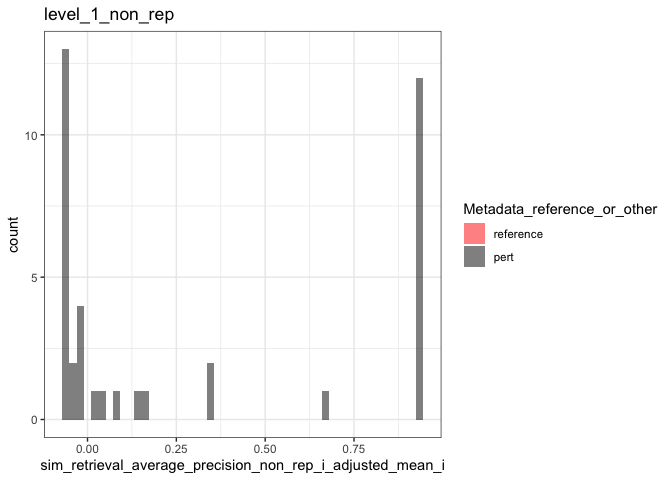 level_1_non_rep
10
5
0
count
0.00 0.25 0.50 0.75
sim_retrieval_average_precision_non_rep_i_adjusted_mean_i
Metadata_reference_or_other
reference
pert